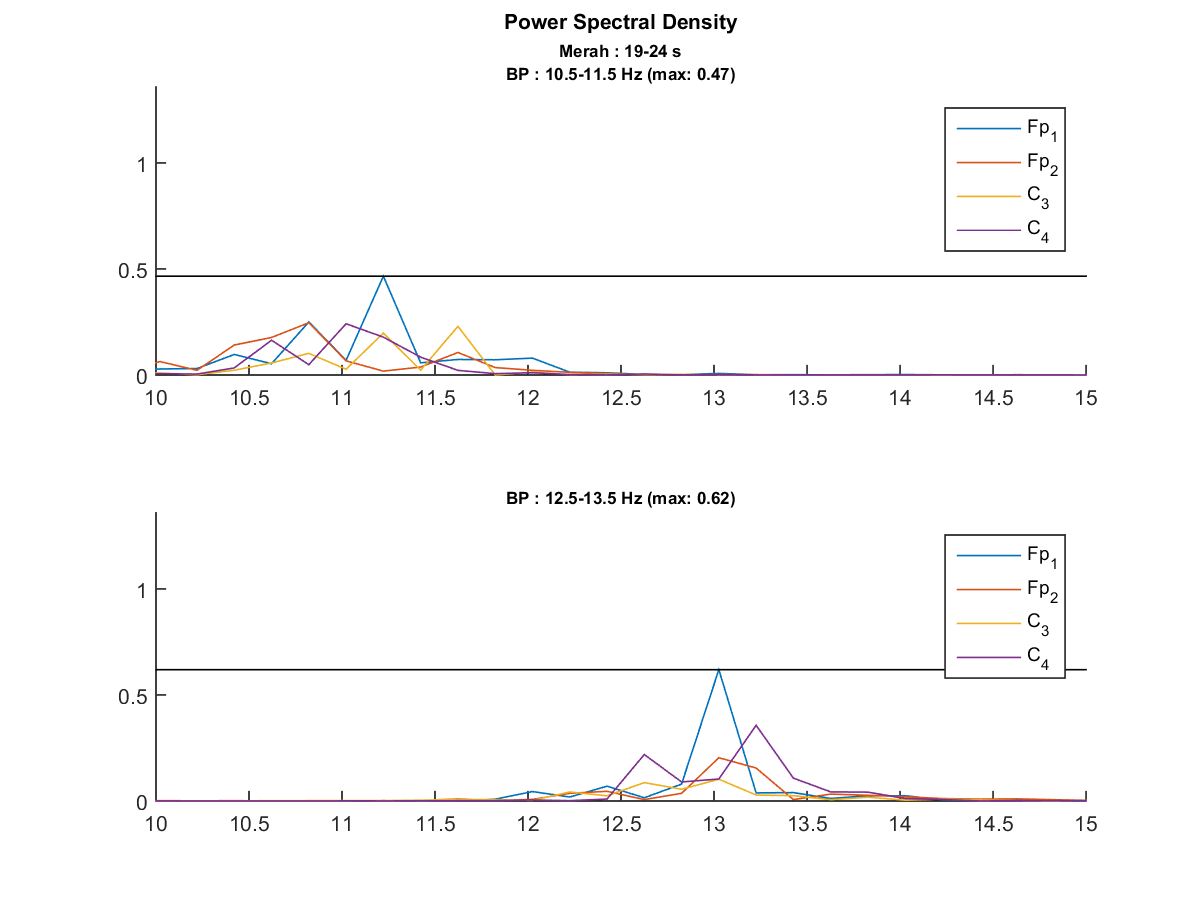 Power Spectral Density
Merah : 19-24 s
BP : 10.5-11.5 Hz (max: 0.47)
Fp1
Fp2
C3
C4
1
0.5
0
10 10.5 11 11.5 12 12.5 13 13.5 14 14.5 15
BP : 12.5-13.5 Hz (max: 0.62)
Fp1
Fp2
C3
C4
1
0.5
0
10 10.5 11 11.5 12 12.5 13 13.5 14 14.5 15